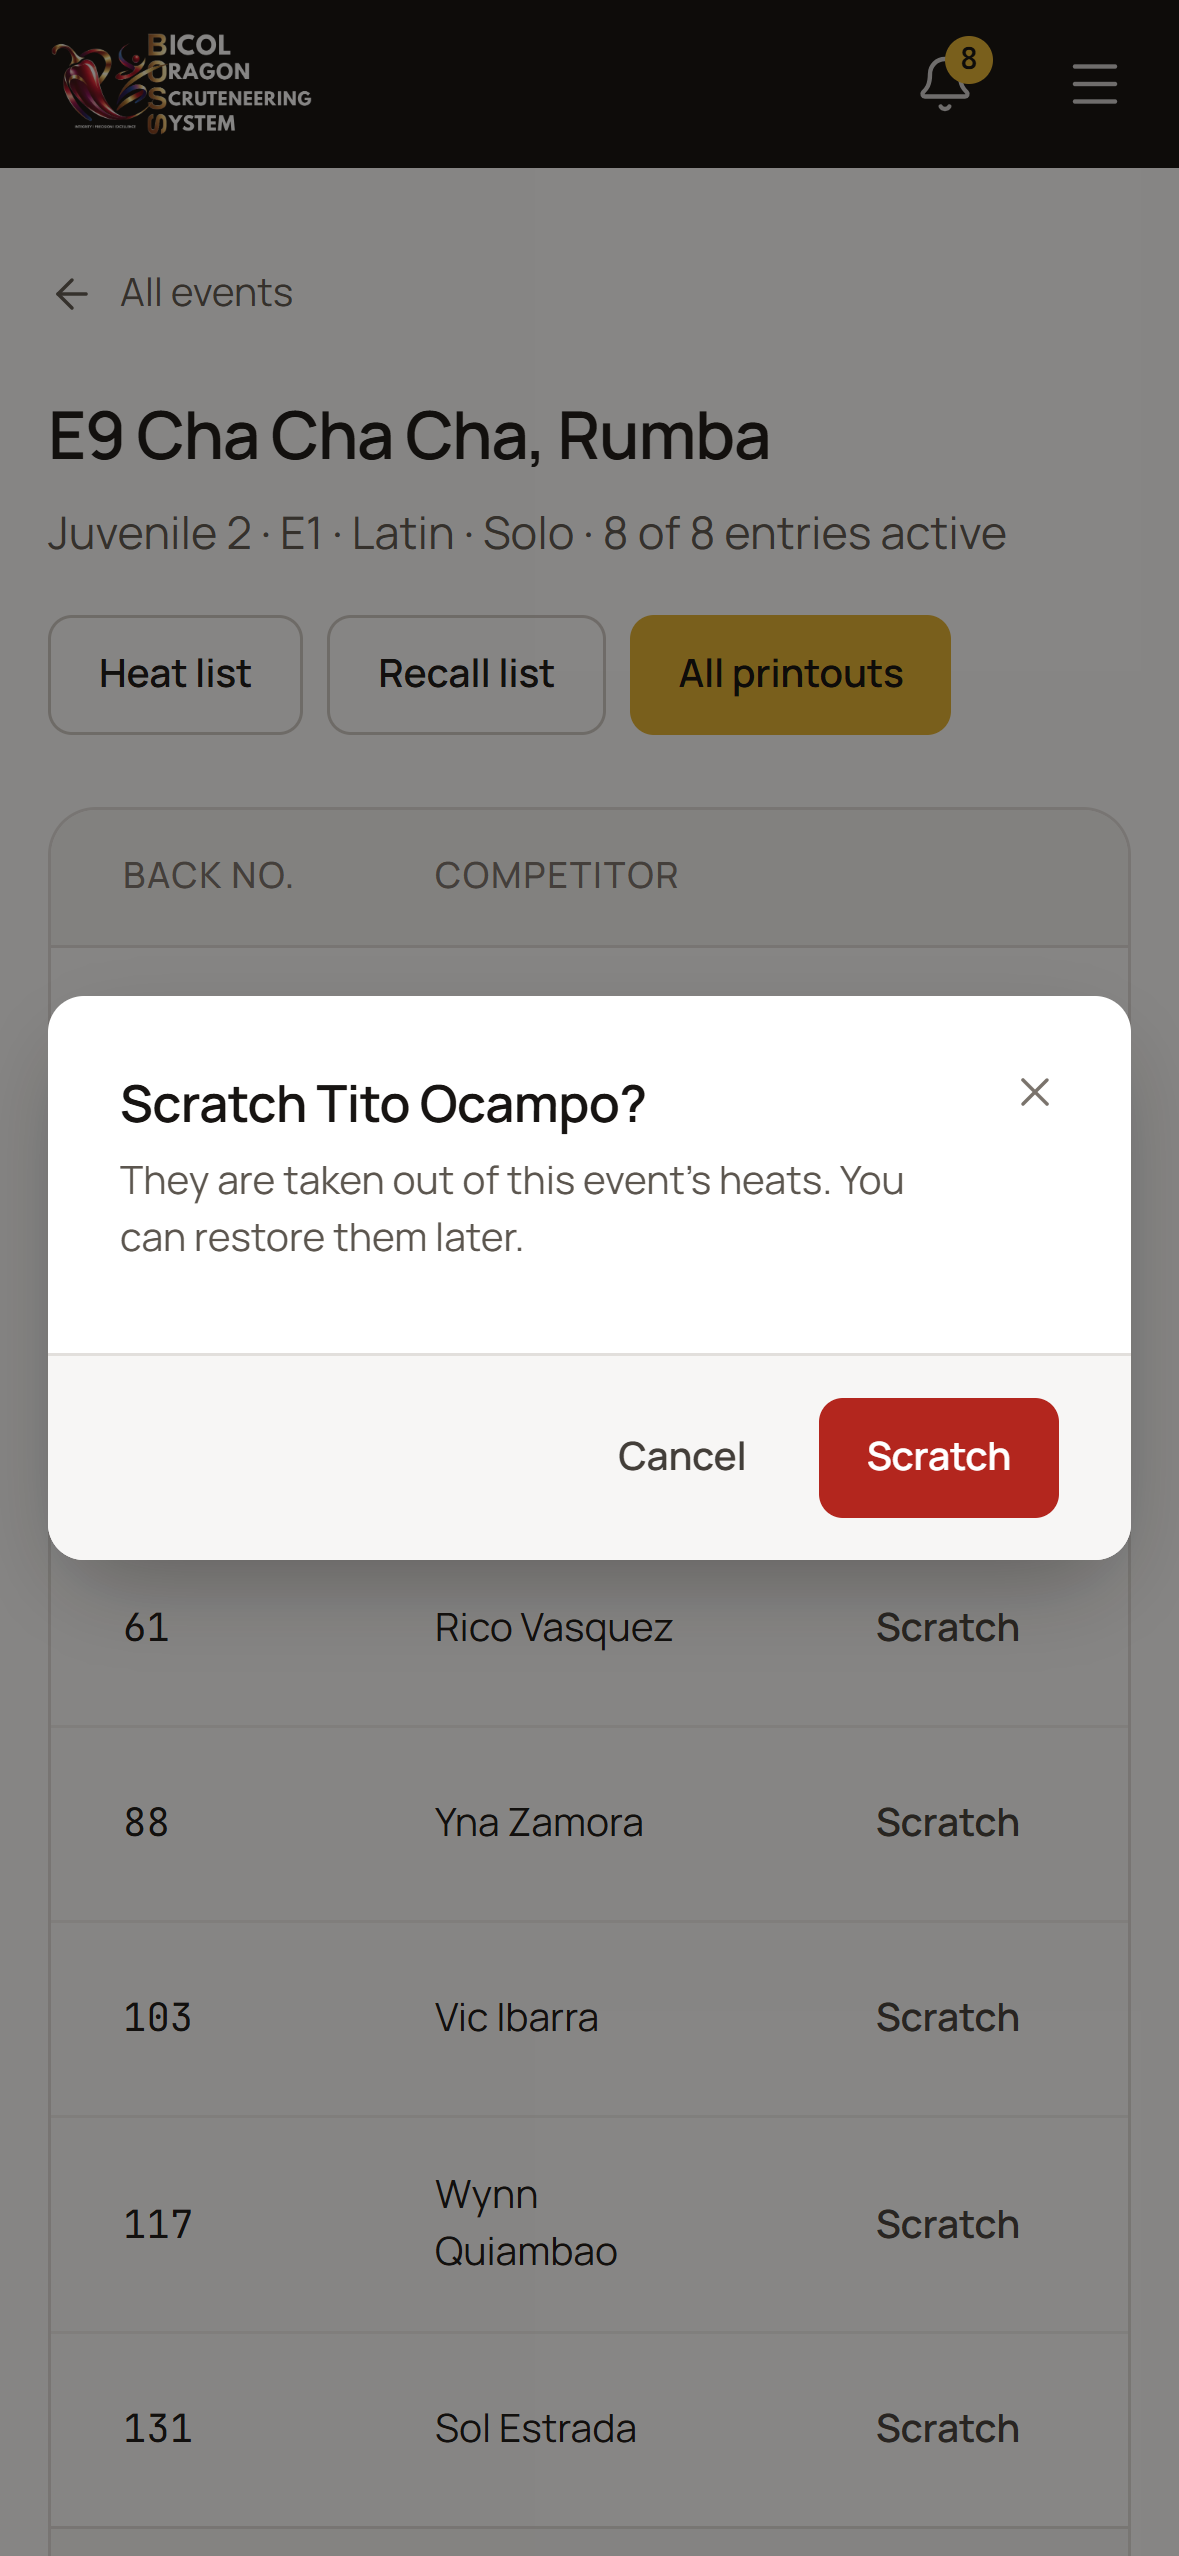 BICOL
ORAGON
SCRUTENEERING
SYSTEM
8
All events
E9 Cha Cha Cha, Rumba
Juvenile 2 · E1 · Latin · Solo · 8 of 8 entries active
Heat list
Recall list
All printouts
BACK NO. COMPETITOR
Scratch Tito Ocampo?
They are taken out of this event’s heats. You
can restore them later.
Cancel
Scratch
61 Rico Vasquez Scratch
88 Yna Zamora Scratch
103 Vic Ibarra Scratch
117 Wynn
Quiambao Scratch
131 Sol Estrada Scratch